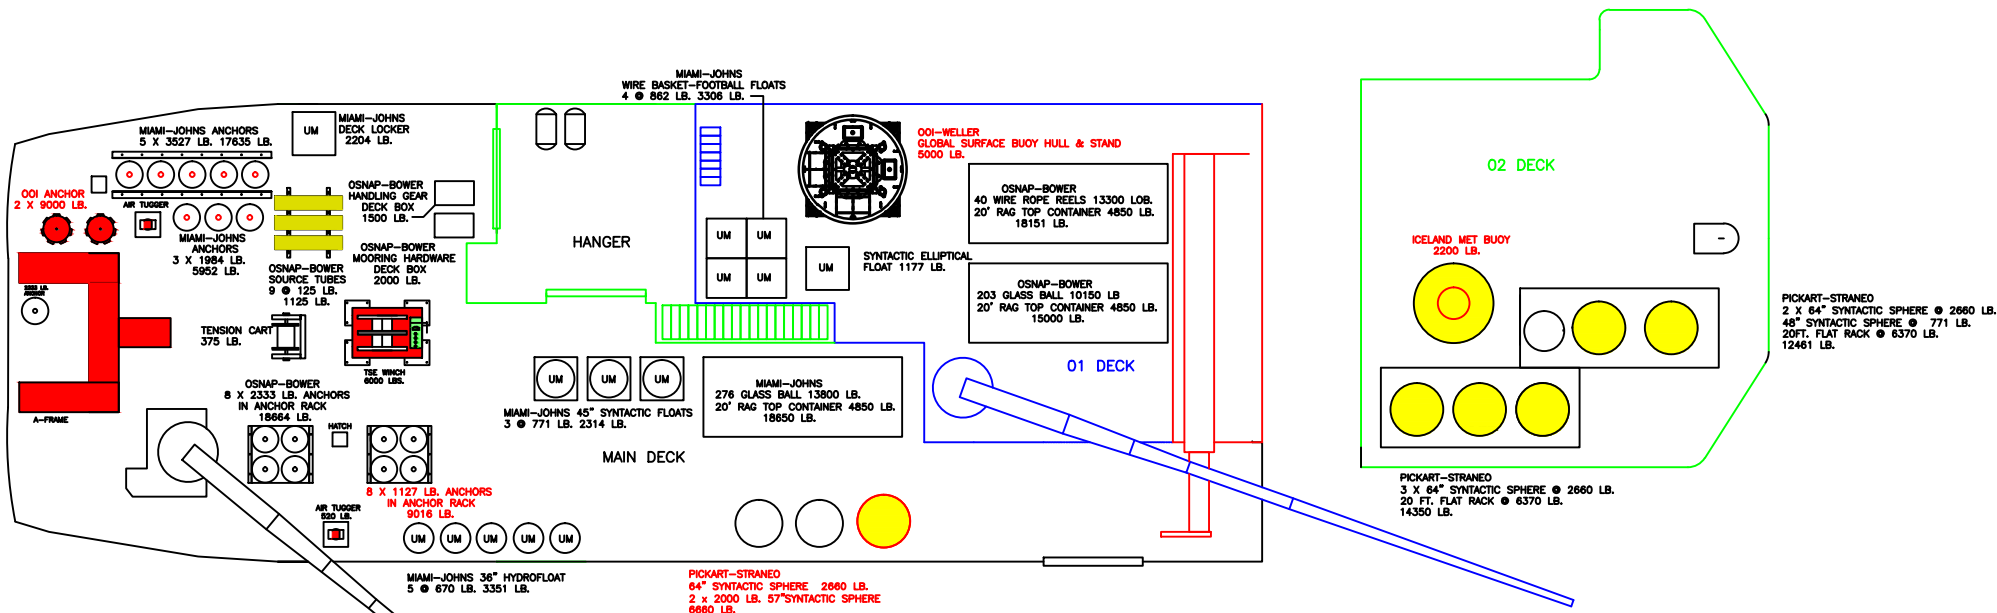 MIAMI-JOHNS
WIRE BASKET-FOOTBALL FLOATS
4 @ 862 LB. 3306 LB.
MIAMI-JOHNS ANCHORS
5 X 3527 LB. 17635 LB.
UM
MIAMI-JOHNS
DECK LOCKER
2204 LB.
OOI-WELLER
GLOBAL SURFACE BUOY HULL & STAND
5000 LB.
O2 DECK
OOI ANCHOR
2 X 9000 LB.
AIR TUGGER
OSNAP-BOWER
HANDLING GEAR
DECK BOX
1500 LB.
OSNAP-BOWER
40 WIRE ROPE REELS 13300 LOB.
20' RAG TOP CONTAINER 4850 LB.
18151 LB.
MIAMI-JOHNS
ANCHORS
3 X 1984 LB.
5952 LB.
HANGER
UM
UM
UM
UM
UM
SYNTACTIC ELLIPTICAL
FLOAT 1177 LB.
ICELAND MET BUOY
2200 LB.
OSNAP-BOWER
MOORING HARDWARE
DECK BOX
2000 LB.
OSNAP-BOWER
SOURCE TUBES
9 @ 125 LB.
1125 LB.
2333 LB.
ANCHOR
OSNAP-BOWER
203 GLASS BALL 10150 LB
20' RAG TOP CONTAINER 4850 LB.
15000 LB.
PICKART-STRANEO
2 X 64" SYNTACTIC SPHERE @ 2660 LB.
48" SYNTACTIC SPHERE @ 771 LB.
20FT. FLAT RACK @ 6370 LB.
12461 LB.
TENSION CART
375 LB.
TSE WINCH
6000 LBS.
O1 DECK
OSNAP-BOWER
8 X 2333 LB. ANCHORS
IN ANCHOR RACK
18664 LB.
UM
UM
UM
MIAMI-JOHNS 45" SYNTACTIC FLOATS
3 @ 771 LB. 2314 LB.
MIAMI-JOHNS
276 GLASS BALL 13800 LB.
20' RAG TOP CONTAINER 4850 LB.
18650 LB.
A-FRAME
HATCH
MAIN DECK
8 X 1127 LB. ANCHORS
IN ANCHOR RACK
9016 LB.
PICKART-STRANEO
3 X 64" SYNTACTIC SPHERE @ 2660 LB.
20 FT. FLAT RACK @ 6370 LB.
14350 LB.
AIR TUGGER
520 LB.
UM
UM
UM
UM
UM
MIAMI-JOHNS 36" HYDROFLOAT
5 @ 670 LB. 3351 LB.
PICKART-STRANEO
64" SYNTACTIC SPHERE 2660 LB.
2 x 2000 LB. 57"SYNTACTIC SPHERE
6660 LB.